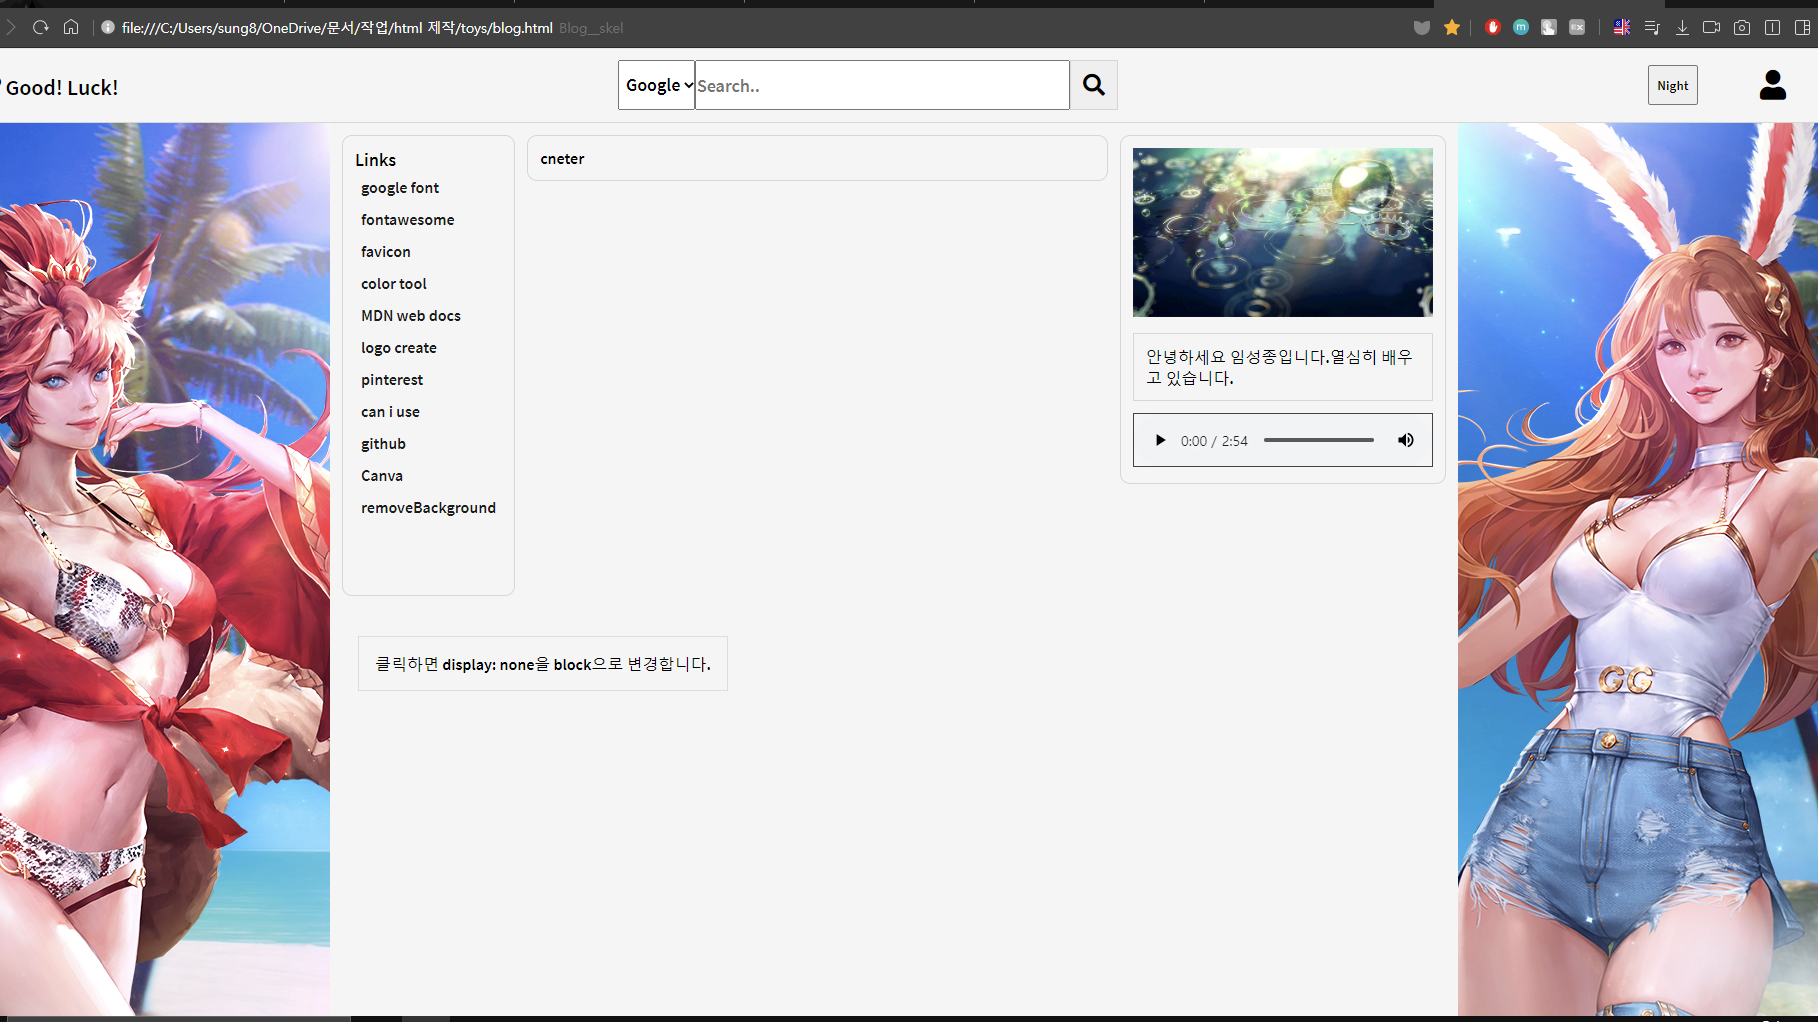 file:///C:/Users/sung8/OneDrive/문서/작업/html 제작/toys/blog.html Blog__skel
Good! Luck!
Google
Search..
Night
Links
google font
fontawesome
favicon
color tool
MDN web docs
logo create
pinterest
can i use
github
Canva
removeBackground
cneter
안녕하세요 임성종입니다.열심히 배우
고 있습니다.
0:00 / 2:54
클릭하면 display: none을 block으로 변경합니다.
GG